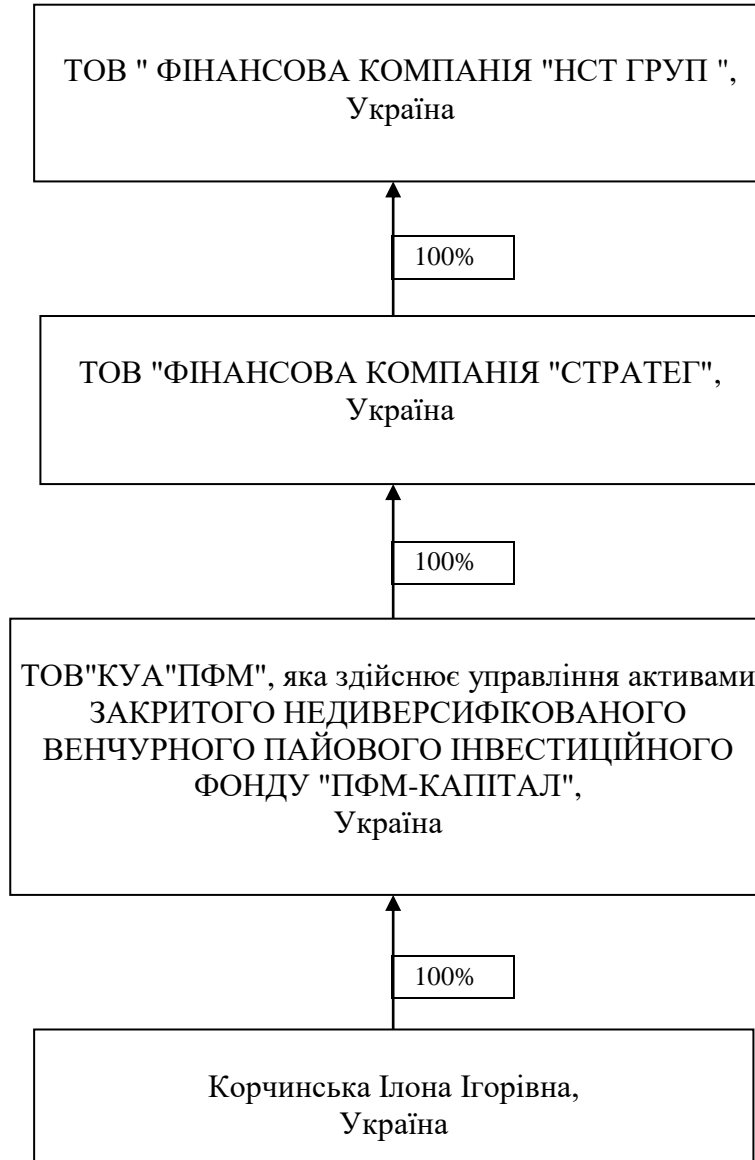 ТОВ " ФІНАНСОВА КОМПАНІЯ "НСТ ГРУП ",
Україна
100%
ТОВ "ФІНАНСОВА КОМПАНІЯ "СТРАТЕГ",
Україна
100%
ТОВ"КУА"ПФМ", яка здійснює управління активами
ЗАКРИТОГО НЕДИВЕРСИФІКОВАНОГО
ВЕНЧУРНОГО ПАЙОВОГО ІНВЕСТИЦІЙНОГО
ФОНДУ "ПФМ-КАПІТАЛ",
Україна
100%
Корчинська Ілона Ігорівна,
Україна